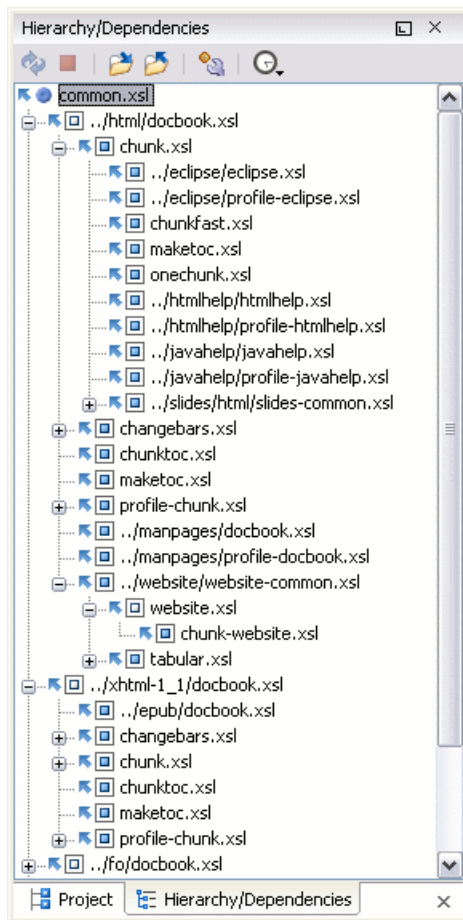 Hierarchy/Dependencies
common.xsl
../html/docbook.xsl
chunk.xsl
../eclipse/eclipse.xsl
../eclipse/profile-eclipse.xsl
chunkfast.xsl
maketoc.xsl
onechunk.xsl
../htmlhelp/htmlhelp.xsl
../htmlhelp/profile-htmlhelp.xsl
../javahelp/javahelp.xsl
../javahelp/profile-javahelp.xsl
../slides/html/slides-common.xsl
changebars.xsl
chunktoc.xsl
maketoc.xsl
profile-chunk.xsl
../manpages/docbook.xsl
../manpages/profile-docbook.xsl
../website/website-common.xsl
website.xsl
chunk-website.xsl
tabular.xsl
../xhtml-1_1/docbook.xsl
../epub/docbook.xsl
changebars.xsl
chunk.xsl
chunktoc.xsl
maketoc.xsl
profile-chunk.xsl
../fo/docbook.xsl
Project Hierarchy/Dependencies